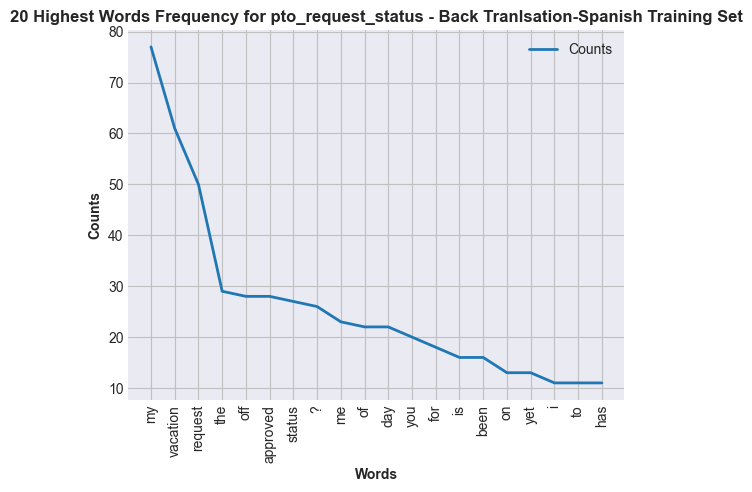 20 Highest Words Frequency for pto_request_status - Back Tranlsation-Spanish Training Set
Counts
80
70
60
50
40
30
20
10
Counts
my
vacation
request
the
off
approved
status
?
me
of
day
you
for
is
been
on
yet
i
to
has
Words